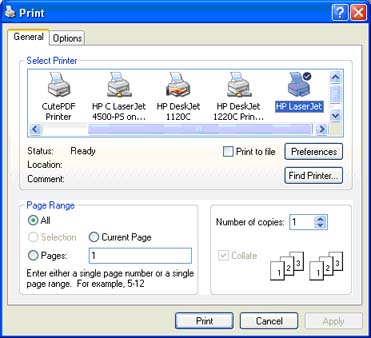 Print
General Options
Select Printer
CutePDF Printer
HP C LaserJet 4500-PS on...
HP DeskJet 1120C
HP DeskJet 1220C Prin...
HP LaserJet
Status: Ready
Print to file
Preferences
Location:
Comment:
Find Printer...
Page Range
All
Selection
Current Page
Pages: 1
Enter either a single page number or a single
page range. For example, 5-12
Number of copies: 1
Collate
1 2 3 1 2 3
Print Cancel Apply